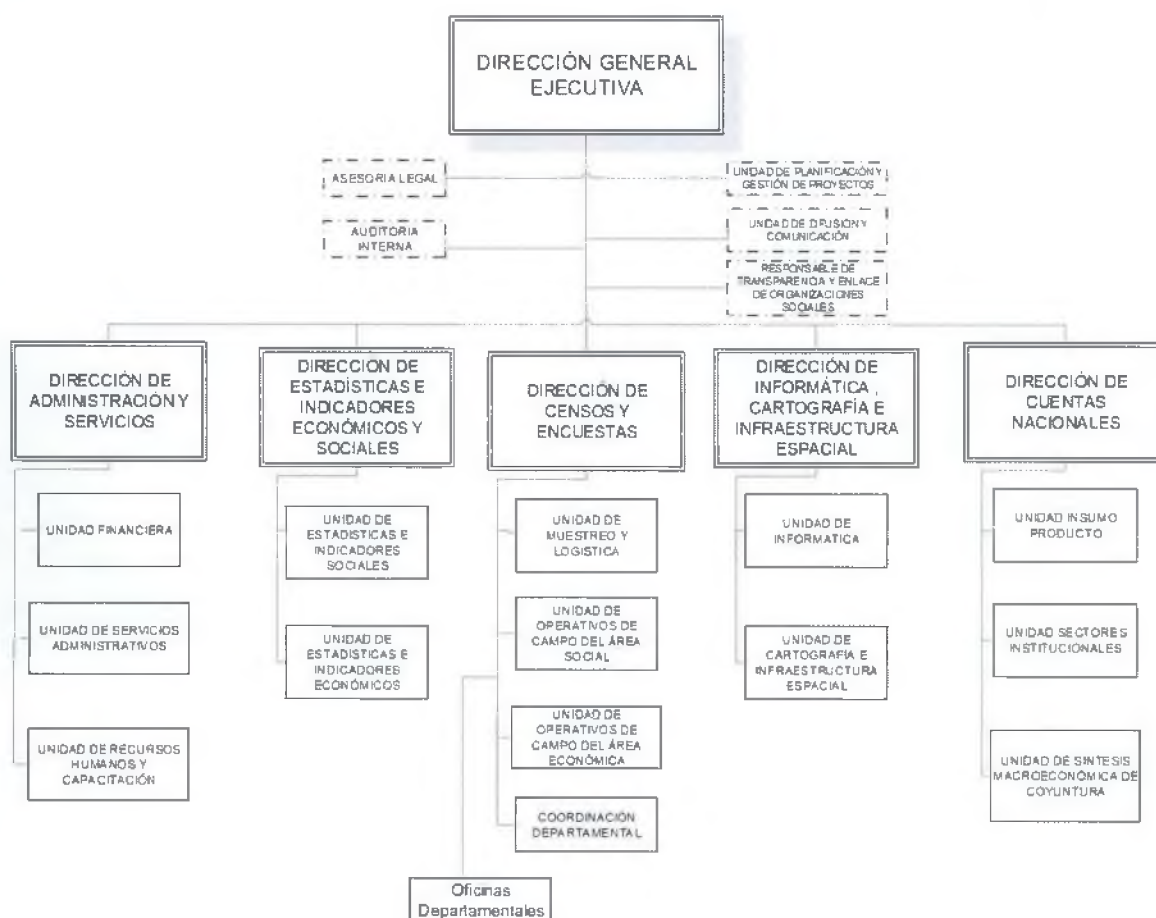 DIRECCIÓN GENERAL
EJECUTIVA
ASESORIA LEGAL
UNIDAD DE PLANIFICACIÓN Y
GESTIÓN DE PROYECTOS
AUDITORIA
INTERNA
UNIDAD DE DIFUSIÓN Y
COMUNICACIÓN
RESPONSABLE DE
TRANSPARENCIA Y ENLACE
DE ORGANIZACIONES
SOCIALES
DIRECCIÓN DE
ADMINISTRACIÓN Y
SERVICIOS
UNIDAD FINANCIERA
UNIDAD DE SERVICIOS
ADMINISTRATIVOS
UNIDAD DE RECURSOS
HUMANOS Y
CAPACITACIÓN
DIRECCIÓN DE
ESTADÍSTICAS E
INDICADORES
ECONÓMICOS Y
SOCIALES
UNIDAD DE
ESTADÍSTICAS E
INDICADORES
SOCIALES
UNIDAD DE
ESTADÍSTICAS E
INDICADORES
ECONÓMICOS
DIRECCIÓN DE
CENSOS Y
ENCUESTAS
UNIDAD DE
MUESTREO Y
LOGISTICA
UNIDAD DE
OPERATIVOS DE
CAMPO DEL ÁREA
SOCIAL
UNIDAD DE
OPERATIVOS DE
CAMPO DEL ÁREA
ECONÓMICA
COORDINACIÓN
DEPARTAMENTAL
Oficinas
Departamentales
DIRECCIÓN DE
INFORMÁTICA ,
CARTOGRAFÍA E
INFRAESTRUCTURA
ESPACIAL
UNIDAD DE
INFORMATICA
UNIDAD DE
CARTOGRAFÍA E
INFRAESTRUCTURA
ESPACIAL
DIRECCIÓN DE
CUENTAS
NACIONALES
UNIDAD INSUMO
PRODUCTO
UNIDAD SECTORES
INSTITUCIONALES
UNIDAD DE SINTESIS
MACROECONÓMICA DE
COYUNTURA